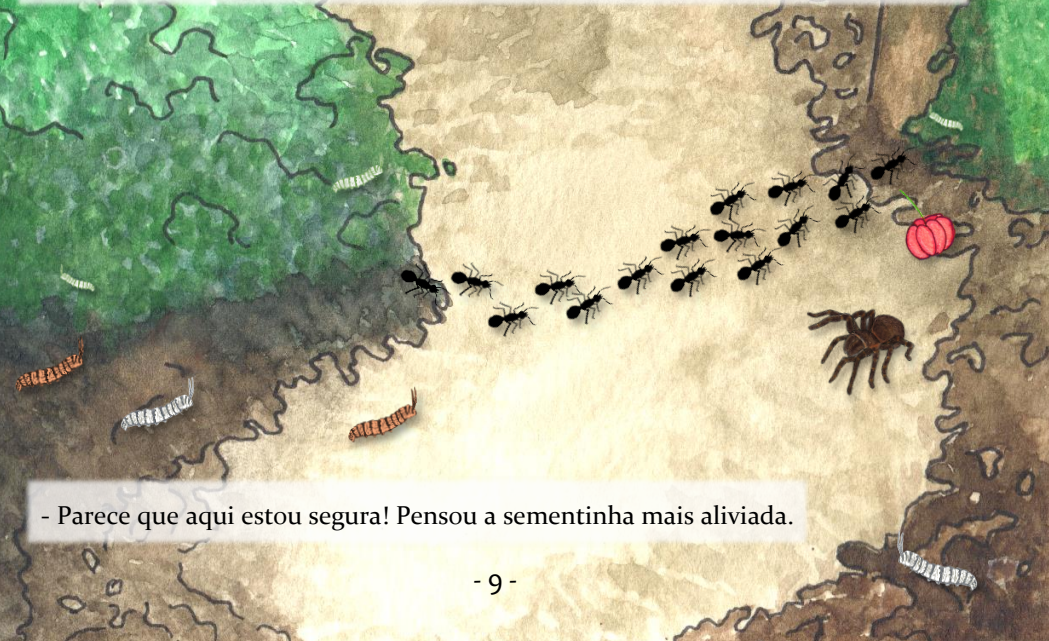 - Parece que aqui estou segura! Pensou a sementinha mais aliviada.
- 9 -